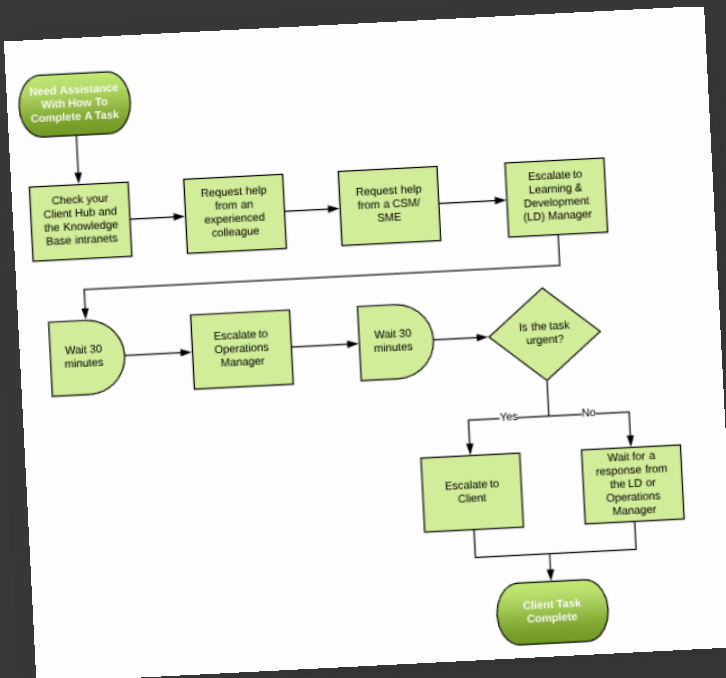 Need Assistance
With How To
Complete A Task
Check your
Client Hub and
the Knowledge
Base intranets
Request help
from an
experienced
colleague
Request help
from a CSM/
SME
Escalate to
Learning &
Development
(LD) Manager
Wait 30
minutes
Escalate to
Operations
Manager
Wait 30
minutes
Is the task
urgent?
Yes
No
Escalate to
Client
Wait for a
response from
the LD or
Operations
Manager
Client Task
Complete